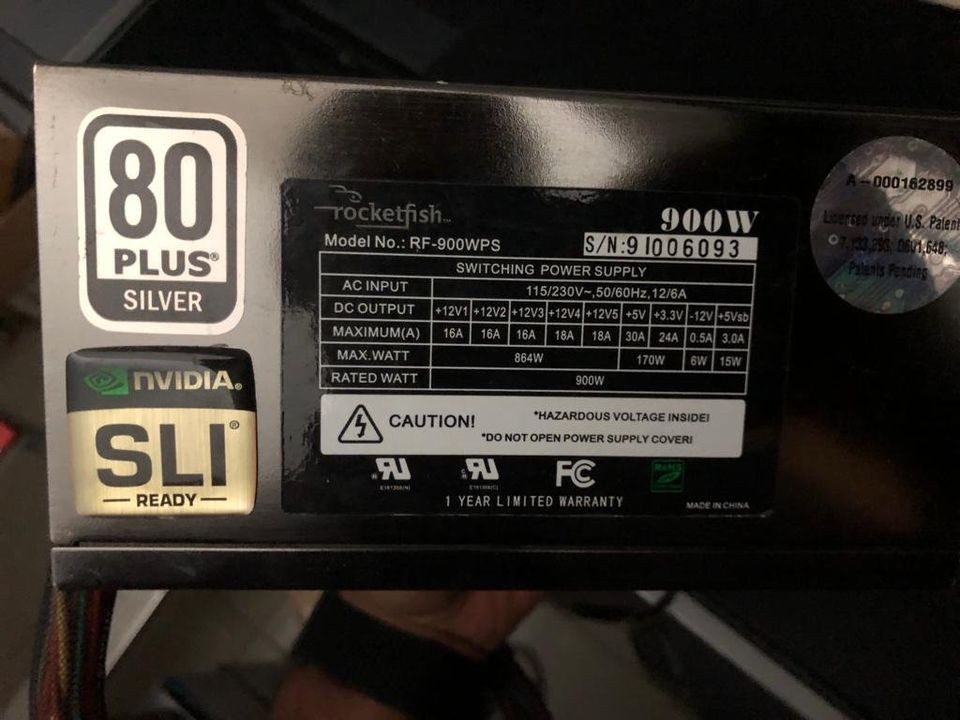 80
PLUS®
SILVER
NVIDIA®
SLI®
READY
rocketfish™
900W
Model No.: RF-900WPS
S/N:91006093
SWITCHING POWER SUPPLY
AC INPUT 115/230V~,50/60Hz,12/6A
DC OUTPUT +12V1 +12V2 +12V3 +12V4 +12V5 +5V +3.3V -12V +5Vsb
MAXIMUM(A) 16A 16A 16A 18A 18A 30A 24A 0.5A 3.0A
MAX.WATT 864W 170W 6W 15W
RATED WATT 900W
CAUTION!
*HAZARDOUS VOLTAGE INSIDE!
*DO NOT OPEN POWER SUPPLY COVER!
FC
RoHS
1 YEAR LIMITED WARRANTY
MADE IN CHINA
A-000162899
Licensed under U.S. Patent
Patents Pending